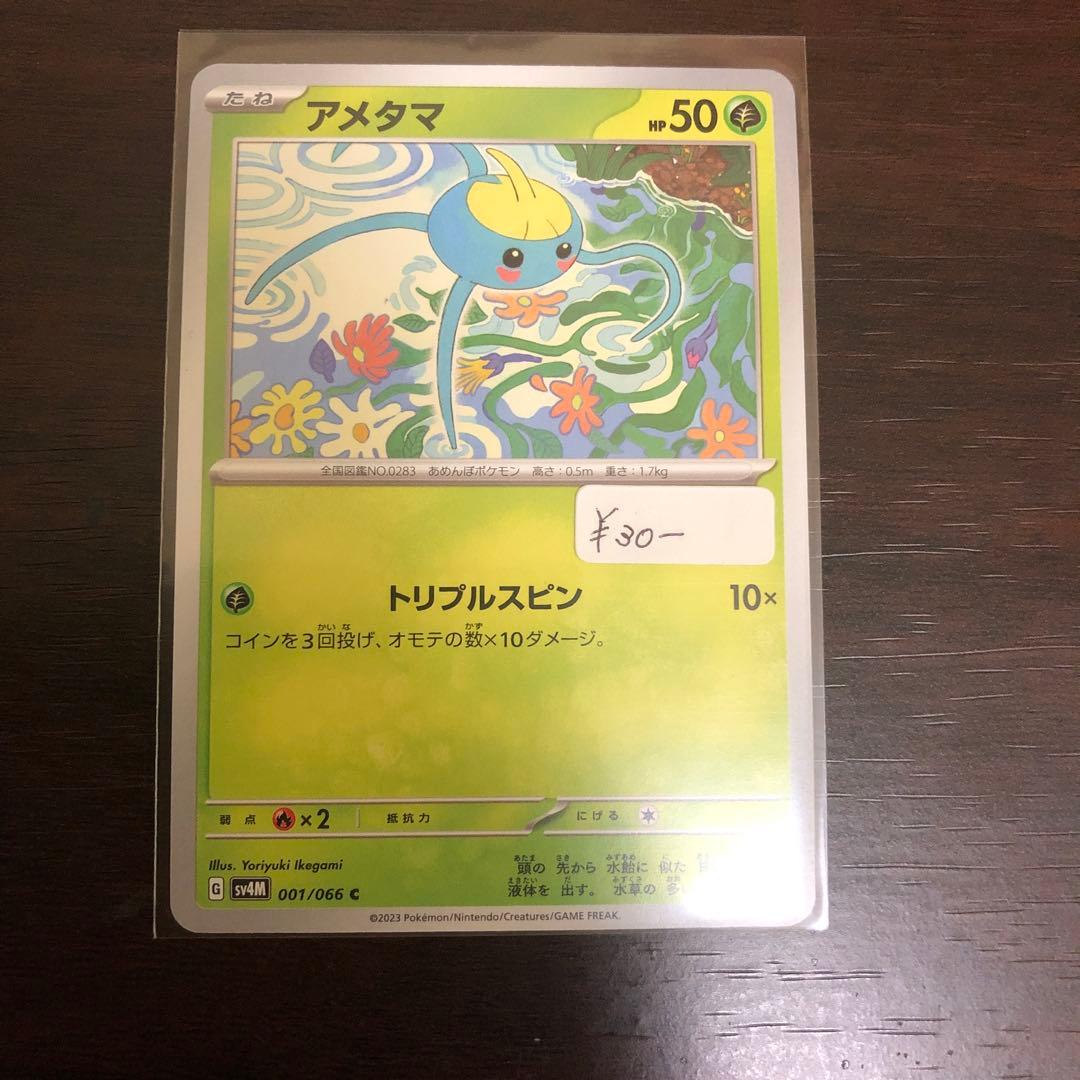 たね アメタマ HP50
全国図鑑NO.0283 あめんぼポケモン 高さ:0.5m 重さ:1.7kg
¥30-
トリプルスピン 10×
コインを3回投げ、オモテの数×10ダメージ。
弱点 ×2 抵抗力 にげる
Illus. Yoriyuki Ikegami
頭の 先から 水飴に 似た
液体を 出す。 水草の 多
G sv4M 001/066 C
©2023 Pokémon/Nintendo/Creatures/GAME FREAK.